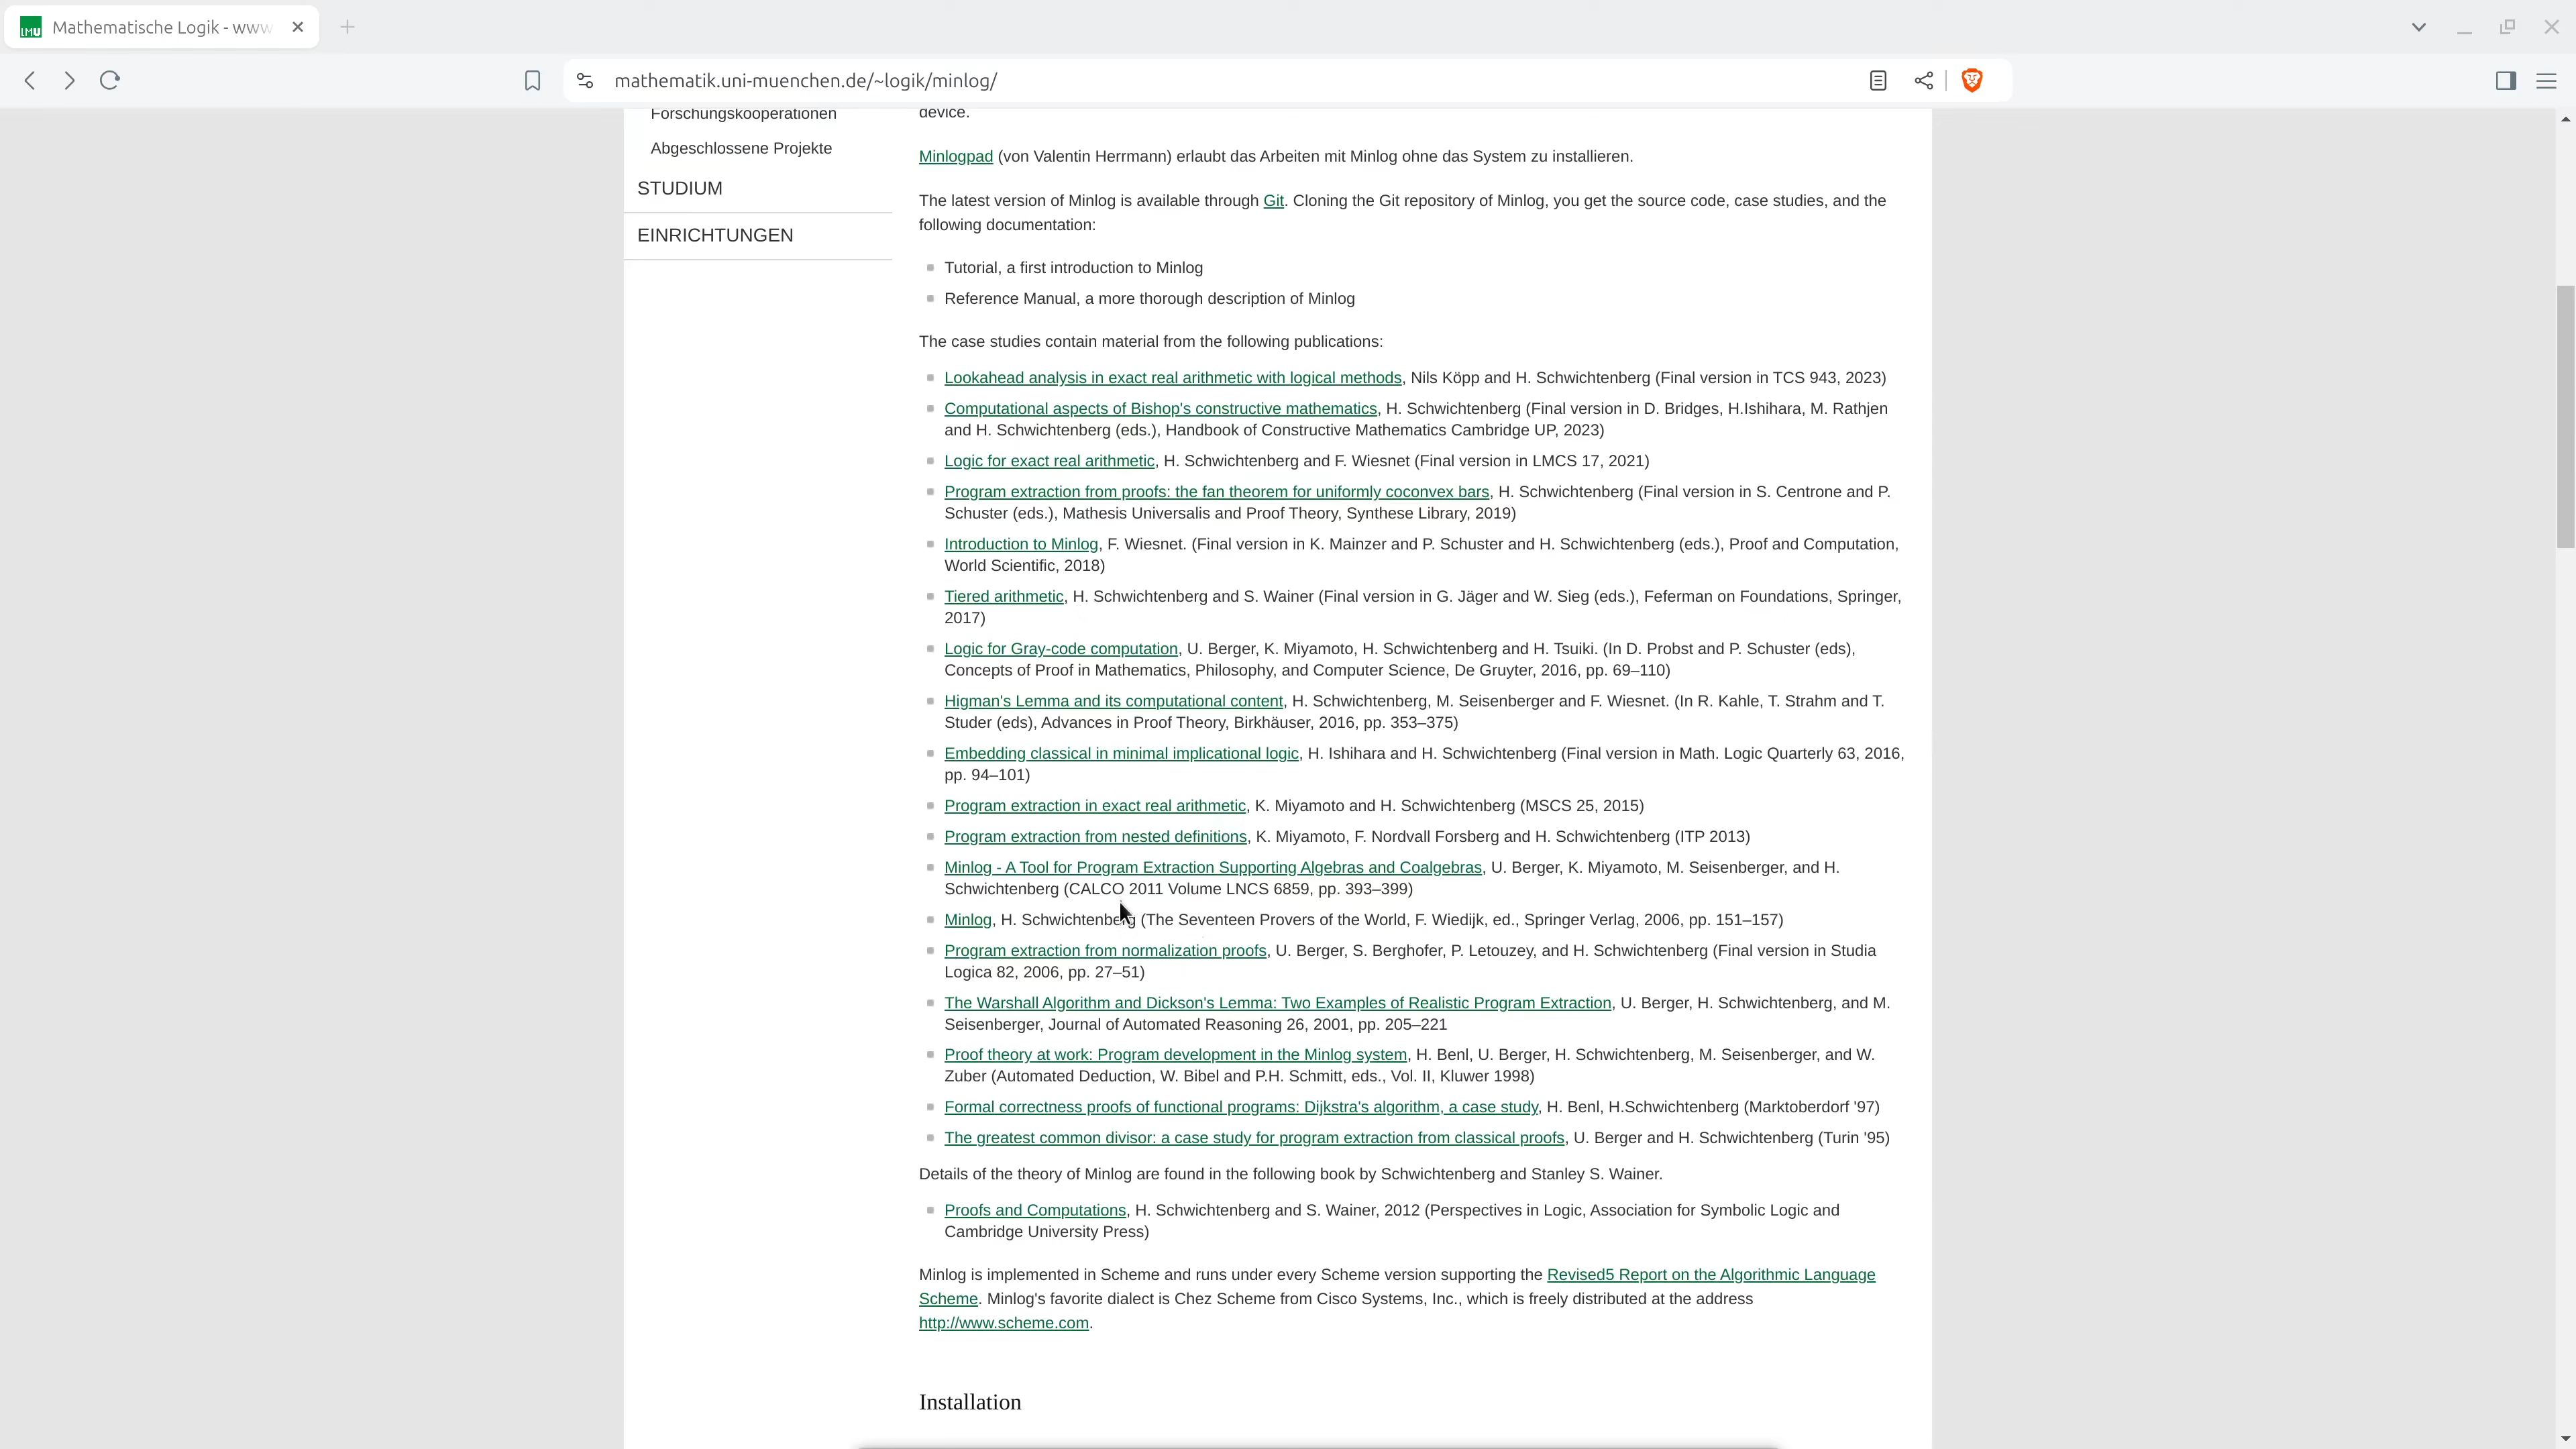 LMU
Mathematische Logik - www
mathematik.uni-muenchen.de/~logik/minlog/
Forschungskooperationen
Abgeschlossene Projekte
STUDIUM
EINRICHTUNGEN
device.
Minlogpad (von Valentin Herrmann) erlaubt das Arbeiten mit Minlog ohne das System zu installieren.
The latest version of Minlog is available through Git. Cloning the Git repository of Minlog, you get the source code, case studies, and the
following documentation:
Tutorial, a first introduction to Minlog
Reference Manual, a more thorough description of Minlog
The case studies contain material from the following publications:
Lookahead analysis in exact real arithmetic with logical methods, Nils Köpp and H. Schwichtenberg (Final version in TCS 943, 2023)
Computational aspects of Bishop's constructive mathematics, H. Schwichtenberg (Final version in D. Bridges, H.Ishihara, M. Rathjen
and H. Schwichtenberg (eds.), Handbook of Constructive Mathematics Cambridge UP, 2023)
Logic for exact real arithmetic, H. Schwichtenberg and F. Wiesnet (Final version in LMCS 17, 2021)
Program extraction from proofs: the fan theorem for uniformly coconvex bars, H. Schwichtenberg (Final version in S. Centrone and P.
Schuster (eds.), Mathesis Universalis and Proof Theory, Synthese Library, 2019)
Introduction to Minlog, F. Wiesnet. (Final version in K. Mainzer and P. Schuster and H. Schwichtenberg (eds.), Proof and Computation,
World Scientific, 2018)
Tiered arithmetic, H. Schwichtenberg and S. Wainer (Final version in G. Jäger and W. Sieg (eds.), Feferman on Foundations, Springer,
2017)
Logic for Gray-code computation, U. Berger, K. Miyamoto, H. Schwichtenberg and H. Tsuiki. (In D. Probst and P. Schuster (eds),
Concepts of Proof in Mathematics, Philosophy, and Computer Science, De Gruyter, 2016, pp. 69–110)
Higman's Lemma and its computational content, H. Schwichtenberg, M. Seisenberger and F. Wiesnet. (In R. Kahle, T. Strahm and T.
Studer (eds), Advances in Proof Theory, Birkhäuser, 2016, pp. 353–375)
Embedding classical in minimal implicational logic, H. Ishihara and H. Schwichtenberg (Final version in Math. Logic Quarterly 63, 2016,
pp. 94–101)
Program extraction in exact real arithmetic, K. Miyamoto and H. Schwichtenberg (MSCS 25, 2015)
Program extraction from nested definitions, K. Miyamoto, F. Nordvall Forsberg and H. Schwichtenberg (ITP 2013)
Minlog - A Tool for Program Extraction Supporting Algebras and Coalgebras, U. Berger, K. Miyamoto, M. Seisenberger, and H.
Schwichtenberg (CALCO 2011 Volume LNCS 6859, pp. 393–399)
Minlog, H. Schwichtenberg (The Seventeen Provers of the World, F. Wiedijk, ed., Springer Verlag, 2006, pp. 151–157)
Program extraction from normalization proofs, U. Berger, S. Berghofer, P. Letouzey, and H. Schwichtenberg (Final version in Studia
Logica 82, 2006, pp. 27–51)
The Warshall Algorithm and Dickson's Lemma: Two Examples of Realistic Program Extraction, U. Berger, H. Schwichtenberg, and M.
Seisenberger, Journal of Automated Reasoning 26, 2001, pp. 205–221
Proof theory at work: Program development in the Minlog system, H. Benl, U. Berger, H. Schwichtenberg, M. Seisenberger, and W.
Zuber (Automated Deduction, W. Bibel and P.H. Schmitt, eds., Vol. II, Kluwer 1998)
Formal correctness proofs of functional programs: Dijkstra's algorithm, a case study, H. Benl, H.Schwichtenberg (Marktoberdorf '97)
The greatest common divisor: a case study for program extraction from classical proofs, U. Berger and H. Schwichtenberg (Turin '95)
Details of the theory of Minlog are found in the following book by Schwichtenberg and Stanley S. Wainer.
Proofs and Computations, H. Schwichtenberg and S. Wainer, 2012 (Perspectives in Logic, Association for Symbolic Logic and
Cambridge University Press)
Minlog is implemented in Scheme and runs under every Scheme version supporting the Revised5 Report on the Algorithmic Language
Scheme. Minlog's favorite dialect is Chez Scheme from Cisco Systems, Inc., which is freely distributed at the address
http://www.scheme.com.
Installation